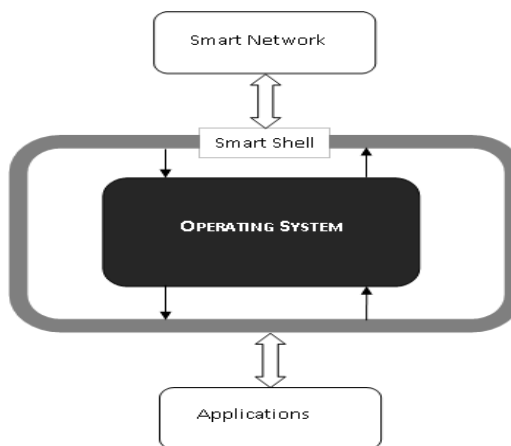 Smart Network
Smart Shell
OPERATING SYSTEM
Applications